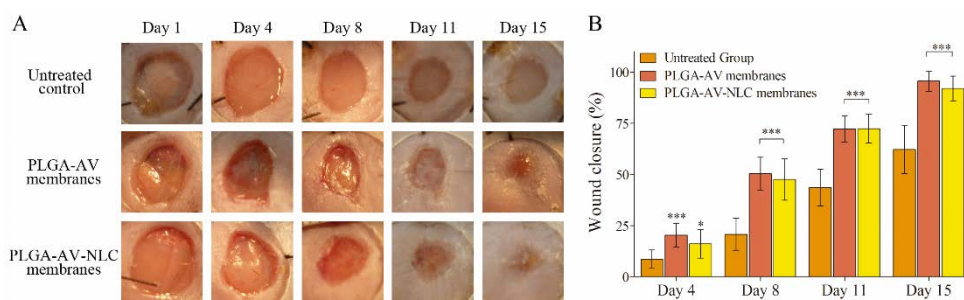 A
Day 1 Day 4 Day 8 Day 11 Day 15
Untreated
control
PLGA-AV
membranes
PLGA-AV-NLC
membranes
B
Untreated Group
PLGA-AV membranes
PLGA-AV-NLC membranes
Wound closure (%)
100
75
50
25
0
*** *
***
***
***
Day 4 Day 8 Day 11 Day 15